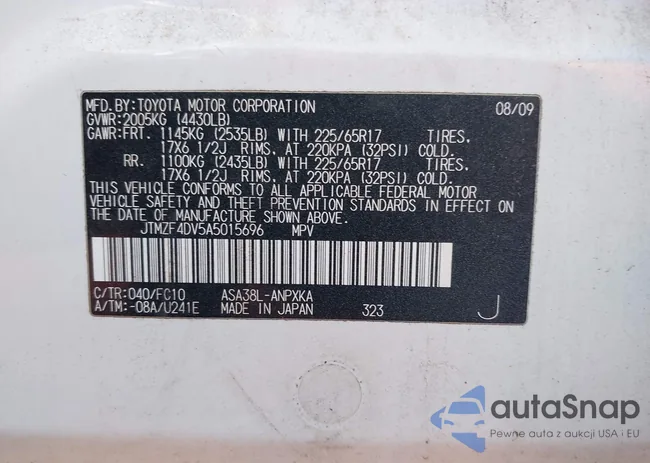 MFD. BY: TOYOTA MOTOR CORPORATION 08/09
GVWR: 2005KG (4430LB)
GAWR: FRT. 1145KG (2535LB) WITH 225/65R17 TIRES,
17X6 1/2J RIMS, AT 220KPA (32PSI) COLD.
RR. 1100KG (2435LB) WITH 225/65R17 TIRES,
17X6 1/2J RIMS, AT 220KPA (32PSI) COLD.
THIS VEHICLE CONFORMS TO ALL APPLICABLE FEDERAL MOTOR
VEHICLE SAFETY AND THEFT PREVENTION STANDARDS IN EFFECT ON
THE DATE OF MANUFACTURE SHOWN ABOVE.
JTMZF4DV5A5015696 MPV
C/TR: 040/FC10 ASA38L-ANPXKA
A/TM: -08A/U241E MADE IN JAPAN 323 J
autaSnap
Pewne auta z aukcji USA i EU